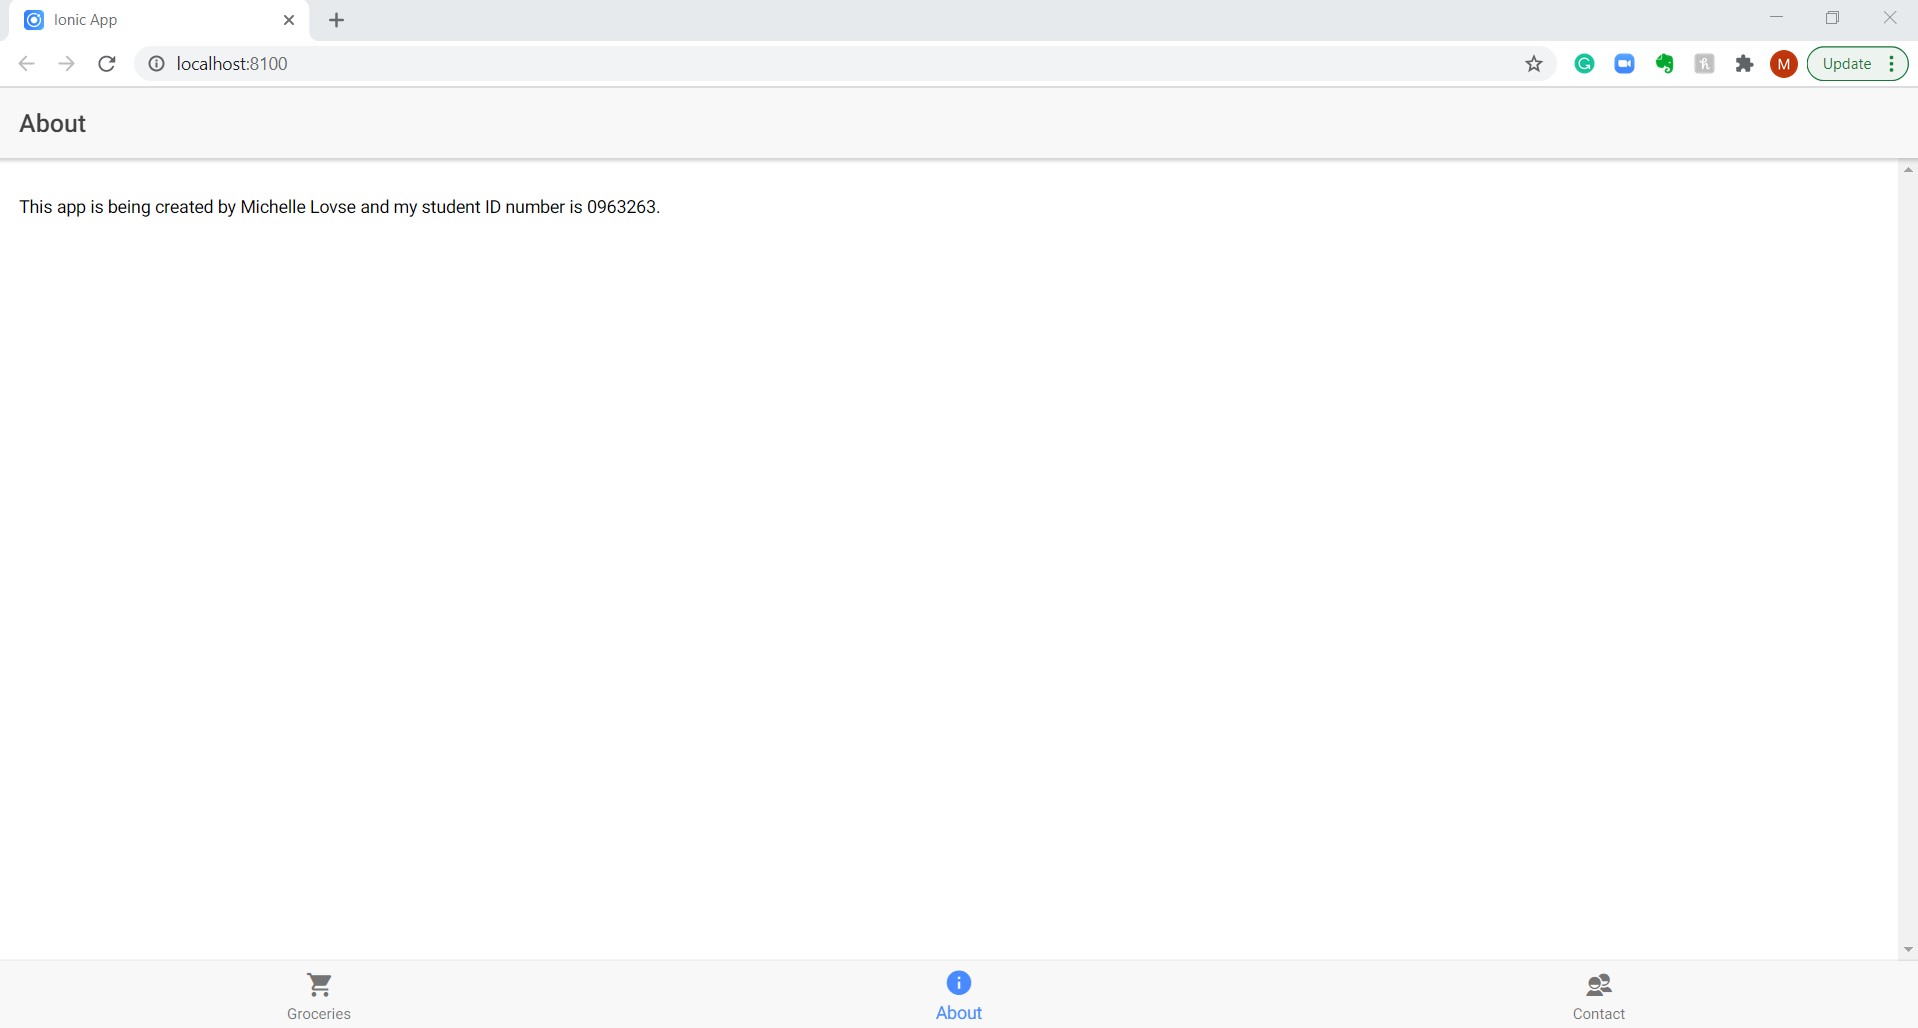 Ionic App
localhost:8100
M
Update
About
This app is being created by Michelle Lovse and my student ID number is 0963263.
Groceries
About
Contact